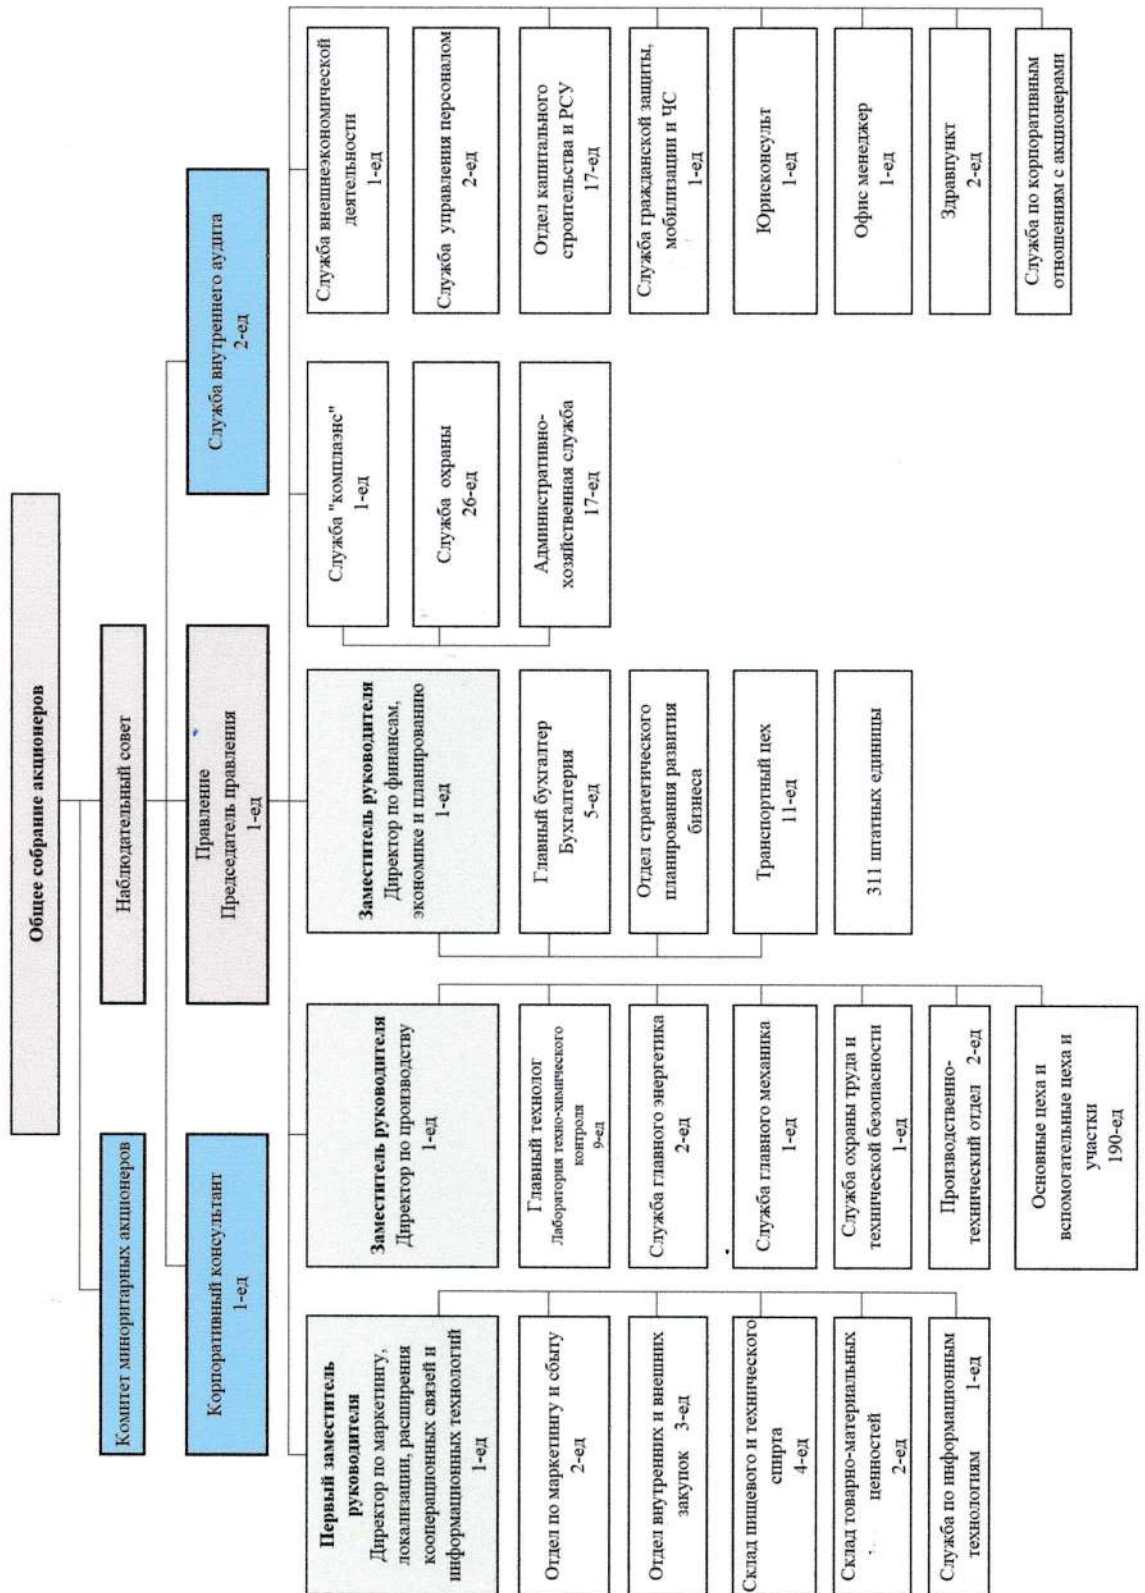 Общее собрание акционеров
Комитет миноритарных акционеров
Наблюдательный совет
Корпоративный консультант
1-ед
Правление
Председатель правления
1-ед
Служба внутреннего аудита
2-ед
Первый заместитель
руководителя
Директор по маркетингу,
локализации, расширения
кооперационных связей и
информационных технологий
1-ед
Отдел по маркетингу и сбыту
2-ед
Отдел внутренних и внешних
закупок 3-ед
Склад пищевого и технического
спирта
4-ед
Склад товарно-материальных
ценностей
2-ед
Служба по информационным
технологиям 1-ед
Заместитель руководителя
Директор по производству
1-ед
Главный технолог
Лаборатория техно-химического
контроля
9-ед
Служба главного энергетика
2-ед
Служба главного механика
1-ед
Служба охраны труда и
технической безопасности
1-ед
Производственно-
технический отдел 2-ед
Основные цеха и
вспомогательные цеха и
участки
190-ед
Заместитель руководителя
Директор по финансам,
экономике и планированию
1-ед
Главный бухгалтер
Бухгалтерия
5-ед
Отдел стратегического
планирования развития
бизнеса
Транспортный цех
11-ед
311 штатных единицы
Служба "комплаэнс"
1-ед
Служба охраны
26-ед
Административно-
хозяйственная служба
17-ед
Служба внешнеэкономической
деятельности
1-ед
Служба управления персоналом
2-ед
Отдел капитального
строительства и РСУ
17-ед
Служба гражданской защиты,
мобилизации и ЧС
1-ед
Юрисконсульт
1-ед
Офис менеджер
1-ед
Здравпункт
2-ед
Служба по корпоративным
отношениям с акционерами